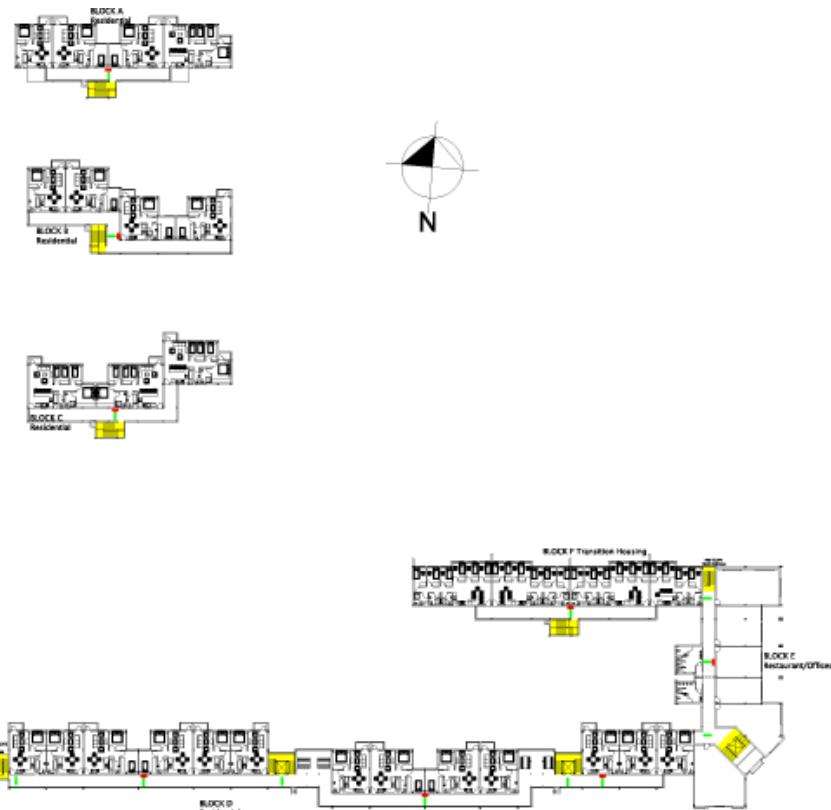 BLOCK A
Residential
N
BLOCK B
Residential
BLOCK C
Residential
BLOCK F Transition Housing
BLOCK E
Restaurant/Offices
BLOCK D